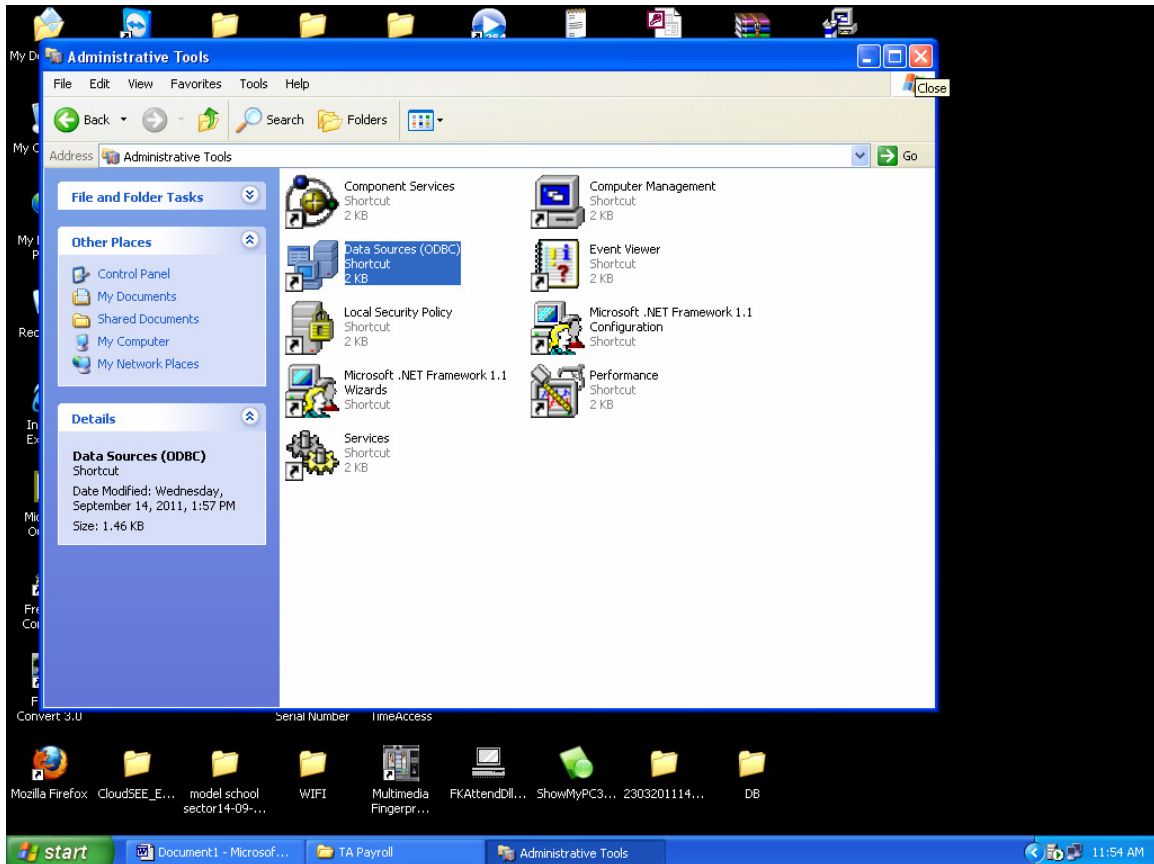 My D
Administrative Tools
File Edit View Favorites Tools Help
Close
Back Search Folders
My C
Address Administrative Tools Go
File and Folder Tasks
Other Places
Control Panel
My Documents
Shared Documents
My Computer
My Network Places
Details
Data Sources (ODBC)
Shortcut
Date Modified: Wednesday,
September 14, 2011, 1:57 PM
Size: 1.46 KB
Component Services
Shortcut
2 KB
Computer Management
Shortcut
2 KB
Data Sources (ODBC)
Shortcut
2 KB
Event Viewer
Shortcut
2 KB
Local Security Policy
Shortcut
2 KB
Microsoft .NET Framework 1.1
Configuration
Shortcut
Microsoft .NET Framework 1.1
Wizards
Shortcut
Performance
Shortcut
2 KB
Services
Shortcut
2 KB
My
P
Rec
In
Ex
Mic
Fre
Convert 3.0
Serial Number
TimeAccess
Mozilla Firefox
CloudSEE_E...
model school
sector14-09-...
WIFI
Multimedia
Fingerpr...
FKAttendDll...
ShowMyPC3...
2303201114...
DB
start
Document1 - Microsof...
TA Payroll
Administrative Tools
11:54 AM